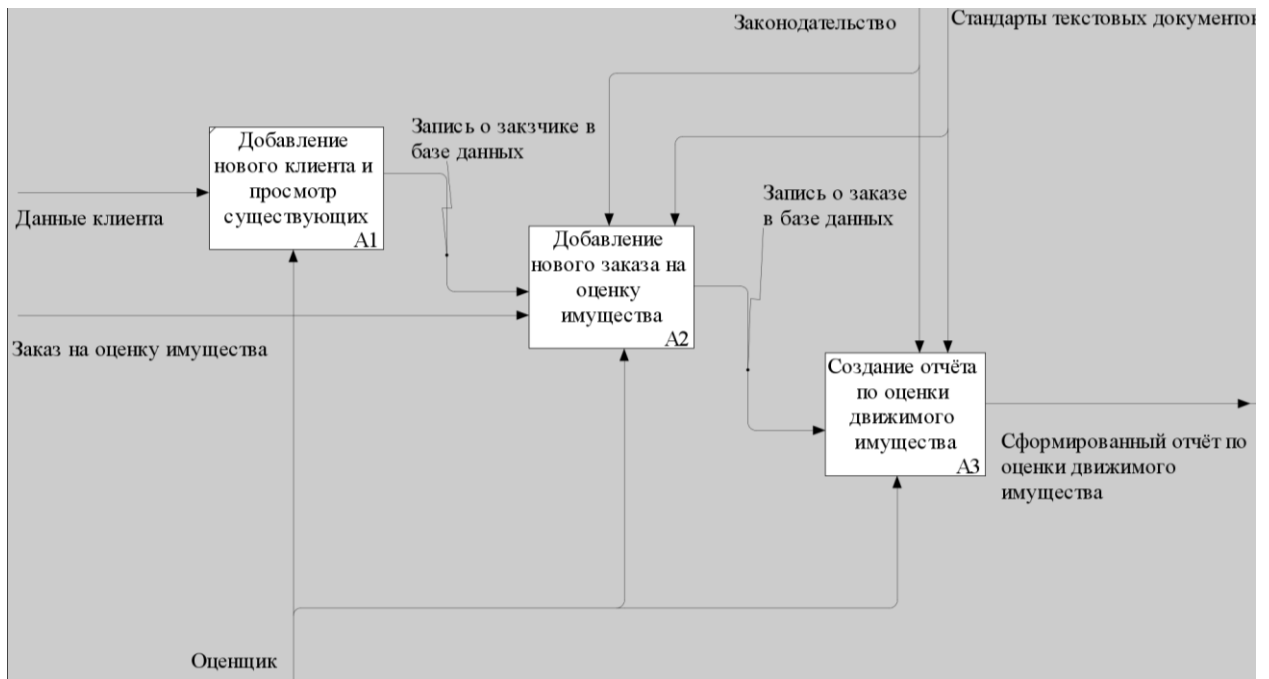 Законодательство
Стандарты текстовых документов
Добавление
нового клиента и
просмотр
существующих
A1
Запись о закзчике в
базе данных
Данные клиента
Запись о заказе
в базе данных
Добавление
нового заказа на
оценку
имущества
A2
Заказ на оценку имущества
Создание отчёта
по оценки
движимого
имущества
A3
Сформированный отчёт по
оценки движимого
имущества
Оценщик